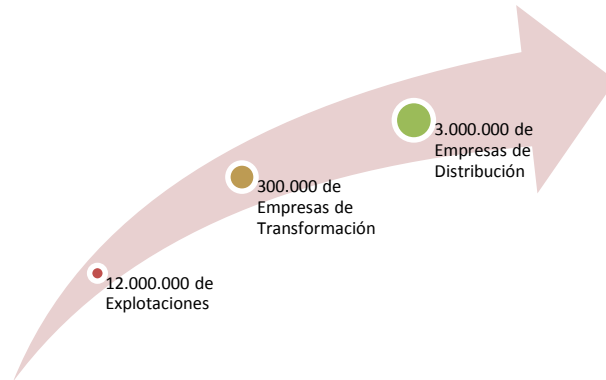 3.000.000 de
Empresas de
Distribución
300.000 de
Empresas de
Transformación
12.000.000 de
Explotaciones